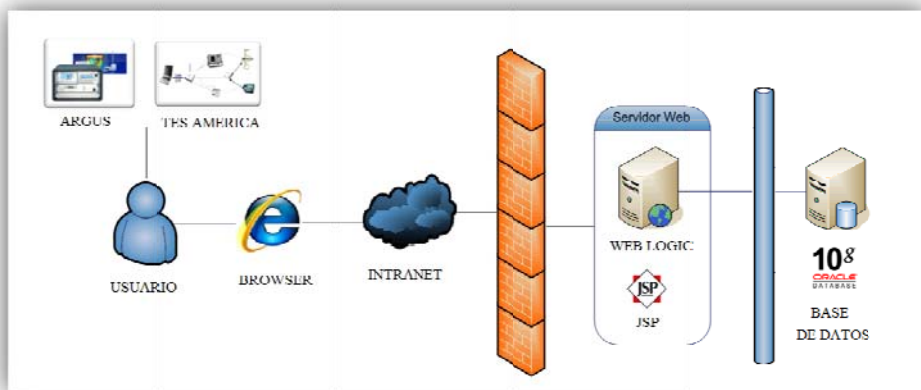 ARGUS
TES AMERICA
USUARIO
BROWSER
INTRANET
Servidor Web
WEB LOGIC
JSP
JSP
10g
ORACLE
DATABASE
BASE
DE DATOS